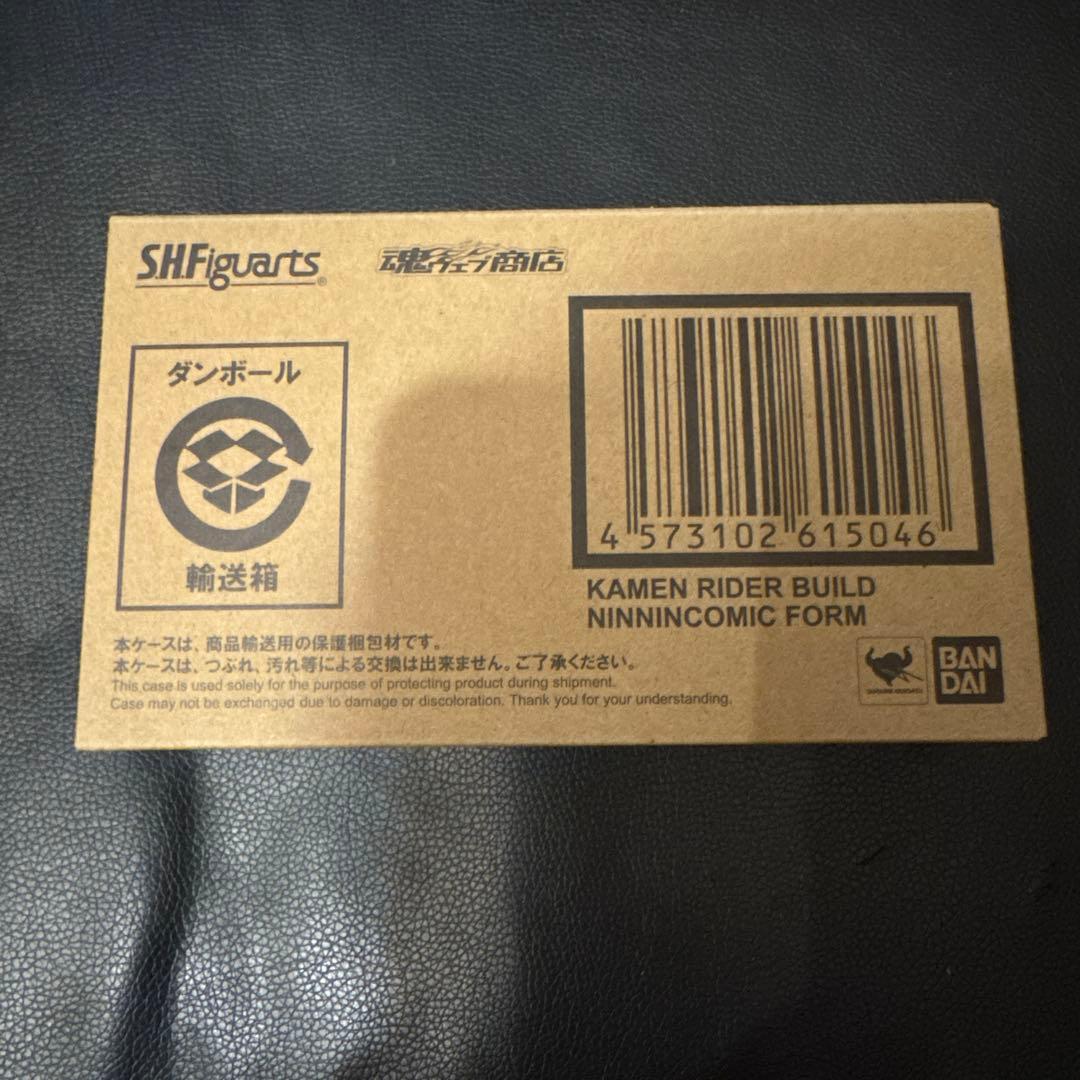 S.H.Figuarts®
魂ウェブ商店
ダンボール
輸送箱
4 573102 615046
KAMEN RIDER BUILD
NINNINCOMIC FORM
本ケースは、商品輸送用の保護梱包材です。
本ケースは、つぶれ、汚れ等による交換は出来ません。ご了承ください。
This case is used solely for the purpose of protecting product during shipment.
Case may not be exchanged due to damage or discoloration. Thank you for your understanding.
BAN
DAI